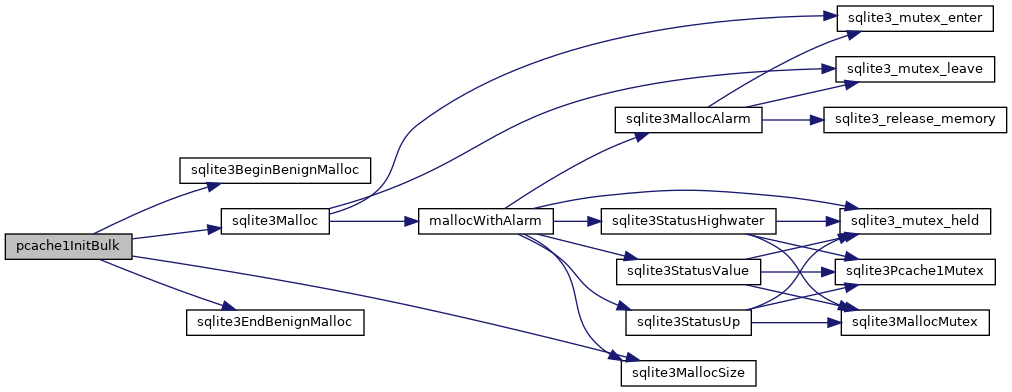 sqlite3_mutex_enter
sqlite3_mutex_leave
sqlite3MallocAlarm
sqlite3_release_memory
sqlite3BeginBenignMalloc
sqlite3Malloc
mallocWithAlarm
sqlite3StatusHighwater
sqlite3_mutex_held
pcache1InitBulk
sqlite3StatusValue
sqlite3Pcache1Mutex
sqlite3EndBenignMalloc
sqlite3StatusUp
sqlite3MallocMutex
sqlite3MallocSize